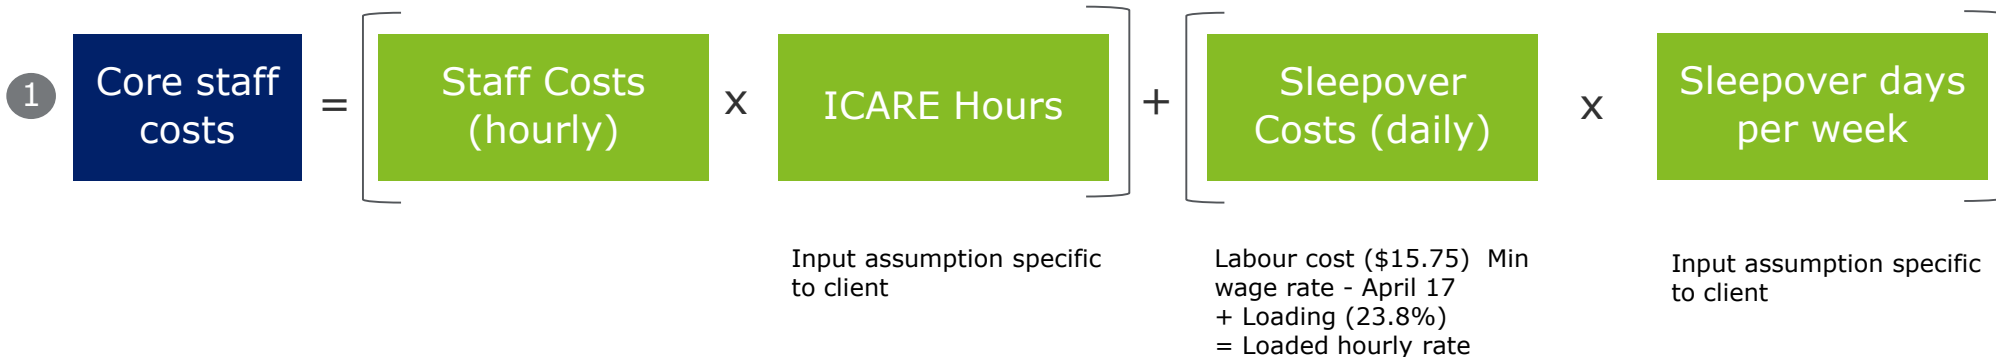 1
Core staff
costs
=
Staff Costs
(hourly)
x
ICARE Hours
+
Sleepover
Costs (daily)
x
Sleepover days
per week
Input assumption specific
to client
Labour cost ($15.75)  Min
wage rate - April 17
+ Loading (23.8%)
= Loaded hourly rate
Input assumption specific
to client